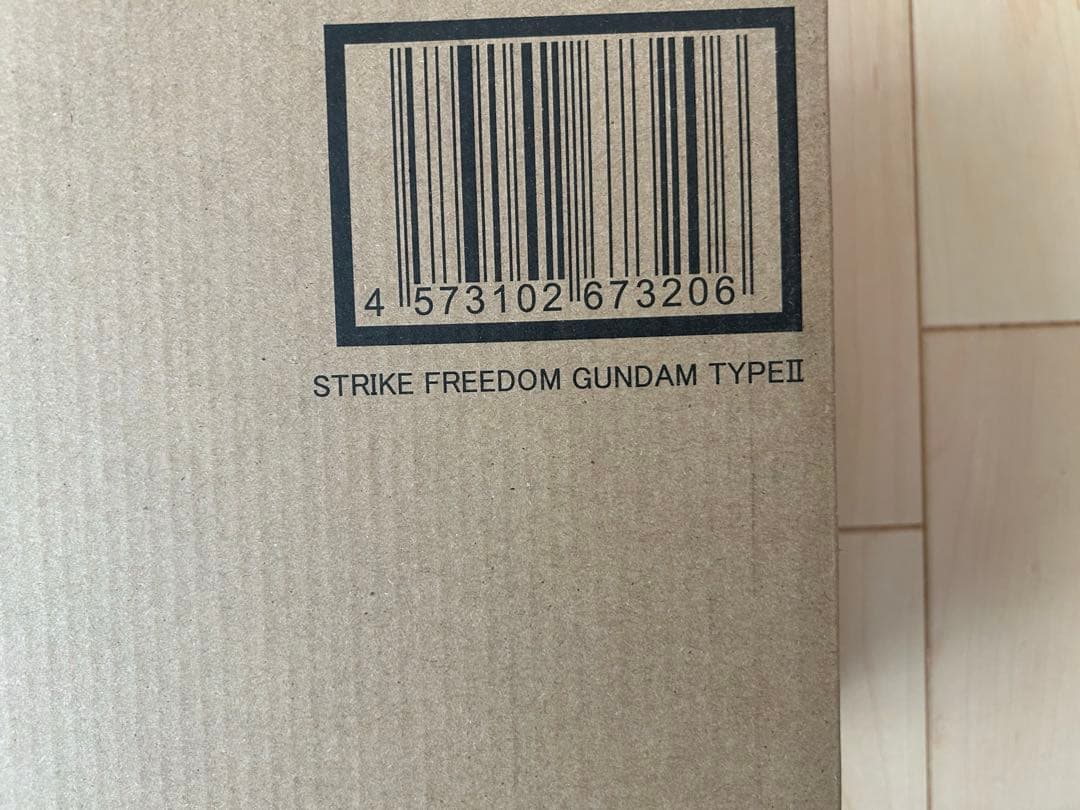 4 573102 673206
STRIKE FREEDOM GUNDAM TYPEⅡ